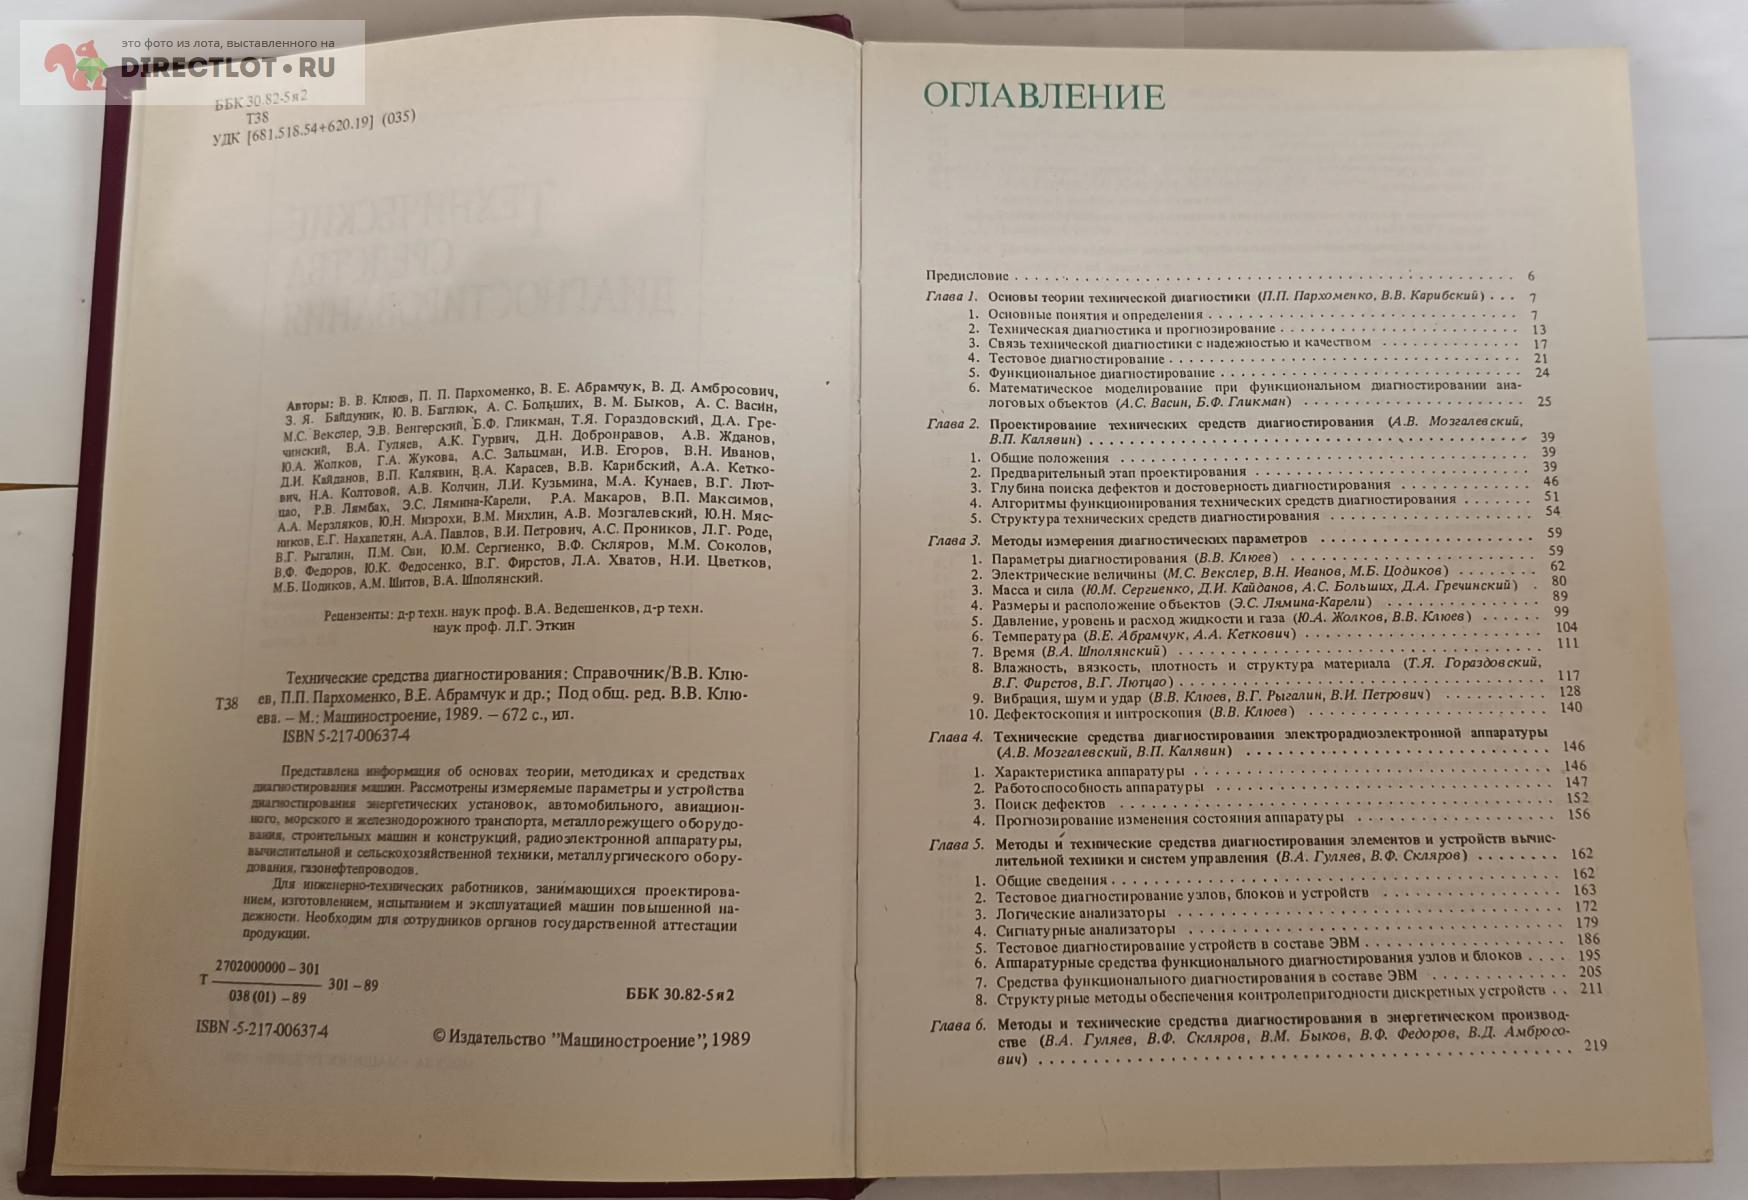 это фото из лота, выставленного на
DIRECTLOT•RU
ББК 30.82-5я2
Т38
УДК [681.518.54+620.19] (035)
Авторы: В. В. Клюев, П. П. Пархоменко, В. Е. Абрамчук, В. Д. Амбросович,
З. Я. Байдуник, Ю. В. Баглюк, А. С. Больших, В. М. Быков, А. С. Васин,
М.С. Векслер, Э.В. Венгерский, Б.Ф. Гликман, Т.Я. Гораздовский, Д.А. Гре-
чинский, В.А. Гуляев, А.К. Гурвич, Д.Н. Добронравов, А.В. Жданов,
Ю.А. Жолков, Г.А. Жукова, А.С. Зальцман, И.В. Егоров, В.Н. Иванов,
Д.И. Кайданов, В.П. Калявин, В.А. Карасев, В.В. Карибский, А.А. Кетко-
вич, Н.А. Колтовой, А.В. Колчин, Л.И. Кузьмина, М.А. Кунаев, В.Г. Лют-
цао, Р.В. Лямбах, Э.С. Лямина-Карели, Р.А. Макаров, В.П. Максимов,
А.А. Мерзляков, Ю.Н. Мизрохи, В.М. Михлин, А.В. Мозгалевский, Ю.Н. Мяс-
ников, Е.Г. Нахапетян, А.А. Павлов, В.И. Петрович, А.С. Проников, Л.Г. Роде,
В.Г. Рыгалин, П.М. Сви, Ю.М. Сергиенко, В.Ф. Скляров, М.М. Соколов,
В.Ф. Федоров, Ю.К. Федосенко, В.Г. Фирстов, Л.А. Хватов, Н.И. Цветков,
М.Б. Цодиков, А.М. Шитов, В.А. Шполянский.
Рецензенты: д-р техн. наук проф. В.А. Ведешенков, д-р техн.
наук проф. Л.Г. Эткин
Технические средства диагностирования: Справочник/В.В. Клю-
Т38 ев, П.П. Пархоменко, В.Е. Абрамчук и др.; Под общ. ред. В.В. Клю-
ева. – М.: Машиностроение, 1989. – 672 с., ил.
ISBN 5-217-00637-4
Представлена информация об основах теории, методиках и средствах
диагностирования машин. Рассмотрены измеряемые параметры и устройства
диагностирования энергетических установок, автомобильного, авиацион-
ного, морского и железнодорожного транспорта, металлорежущего оборудо-
вания, строительных машин и конструкций, радиоэлектронной аппаратуры,
вычислительной и сельскохозяйственной техники, металлургического обору-
дования, газонефтепроводов.
Для инженерно-технических работников, занимающихся проектирова-
нием, изготовлением, испытанием и эксплуатацией машин повышенной на-
дежности. Необходим для сотрудников органов государственной аттестации
продукции.
2702000000 – 301
Т 301 – 89
038 (01) – 89
ББК 30.82-5я2
ISBN -5-217-00637-4
© Издательство "Машиностроение", 1989
ОГЛАВЛЕНИЕ
Предисловие . . . 6
Глава 1. Основы теории технической диагностики (П.П. Пархоменко, В.В. Карибский) . . . 7
1. Основные понятия и определения . . . 7
2. Техническая диагностика и прогнозирование . . . 13
3. Связь технической диагностики с надежностью и качеством . . . 17
4. Тестовое диагностирование . . . 21
5. Функциональное диагностирование . . . 24
6. Математическое моделирование при функциональном диагностировании ана-
логовых объектов (А.С. Васин, Б.Ф. Гликман) . . . 25
Глава 2. Проектирование технических средств диагностирования (А.В. Мозгалевский,
В.П. Калявин) . . . 39
1. Общие положения . . . 39
2. Предварительный этап проектирования . . . 39
3. Глубина поиска дефектов и достоверность диагностирования . . . 46
4. Алгоритмы функционирования технических средств диагностирования . . . 51
5. Структура технических средств диагностирования . . . 54
Глава 3. Методы измерения диагностических параметров . . . 59
1. Параметры диагностирования (В.В. Клюев) . . . 59
2. Электрические величины (М.С. Векслер, В.Н. Иванов, М.Б. Цодиков) . . . 62
3. Масса и сила (Ю.М. Сергиенко, Д.И. Кайданов, А.С. Больших, Д.А. Гречинский) . 80
4. Размеры и расположение объектов (Э.С. Лямина-Карели) . . . 89
5. Давление, уровень и расход жидкости и газа (Ю.А. Жолков, В.В. Клюев) . . . 99
6. Температура (В.Е. Абрамчук, А.А. Кеткович) . . . 104
7. Время (В.А. Шполянский) . . . 111
8. Влажность, вязкость, плотность и структура материала (Т.Я. Гораздовский,
В.Г. Фирстов, В.Г. Лютцао) . . . 117
9. Вибрация, шум и удар (В.В. Клюев, В.Г. Рыгалин, В.И. Петрович) . . . 128
10. Дефектоскопия и интроскопия (В.В. Клюев) . . . 140
Глава 4. Технические средства диагностирования электрорадиоэлектронной аппаратуры
(А.В. Мозгалевский, В.П. Калявин) . . . 146
1. Характеристика аппаратуры . . . 146
2. Работоспособность аппаратуры . . . 147
3. Поиск дефектов . . . 152
4. Прогнозирование изменения состояния аппаратуры . . . 156
Глава 5. Методы и технические средства диагностирования элементов и устройств вычис-
лительной техники и систем управления (В.А. Гуляев, В.Ф. Скляров) . . . 162
1. Общие сведения . . . 162
2. Тестовое диагностирование узлов, блоков и устройств . . . 163
3. Логические анализаторы . . . 172
4. Сигнатурные анализаторы . . . 179
5. Тестовое диагностирование устройств в составе ЭВМ . . . 186
6. Аппаратурные средства функционального диагностирования узлов и блоков . . . 195
7. Средства функционального диагностирования в составе ЭВМ . . . 205
8. Структурные методы обеспечения контролепригодности дискретных устройств . . 211
Глава 6. Методы и технические средства диагностирования в энергетическом производ-
стве (В.А. Гуляев, В.Ф. Скляров, В.М. Быков, В.Ф. Федоров, В.Д. Амбросо-
вич) . . . 219